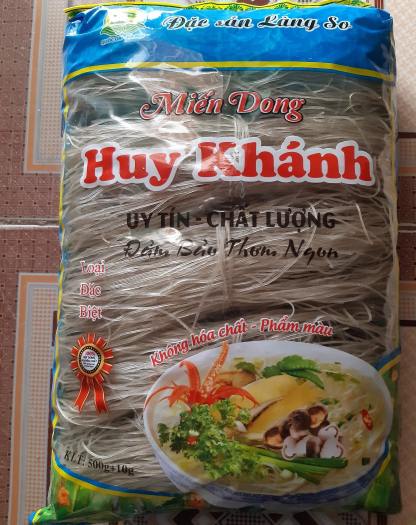 Đặc sản Làng So
Miến Dong
Huy Khánh
UY TÍN - CHẤT LƯỢNG
Đảm Bảo Thơm Ngon
Loại
Đặc
Biệt
Không hóa chất - Phẩm màu
KLT: 500g±10g